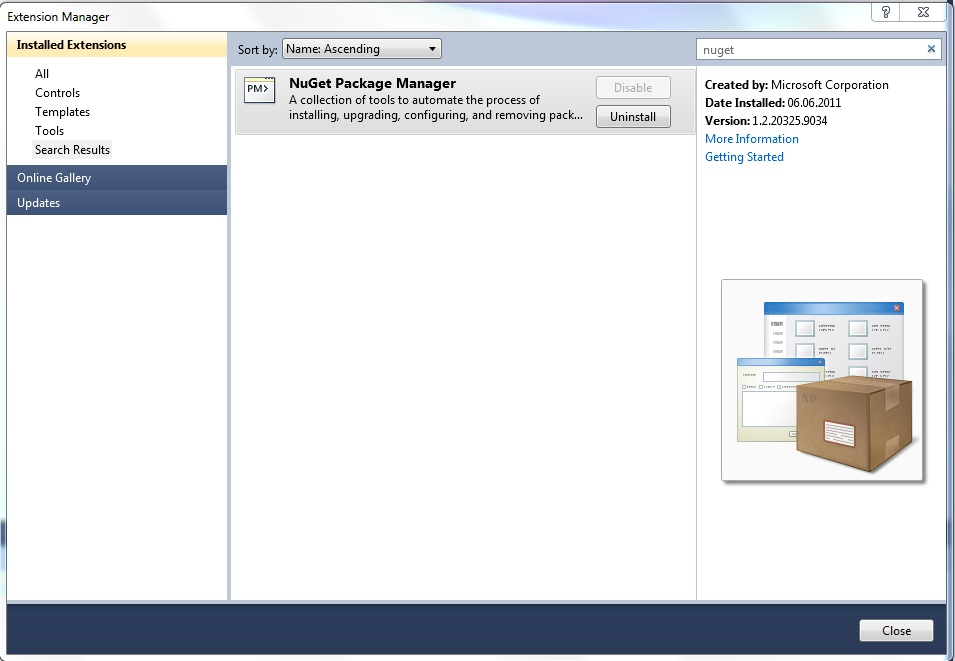 Extension Manager
?
Installed Extensions
All
Controls
Templates
Tools
Search Results
Online Gallery
Updates
Sort by: Name: Ascending
PM>
NuGet Package Manager
A collection of tools to automate the process of
installing, upgrading, configuring, and removing pack...
Disable
Uninstall
nuget
Created by: Microsoft Corporation
Date Installed: 06.06.2011
Version: 1.2.20325.9034
More Information
Getting Started
NP
Close